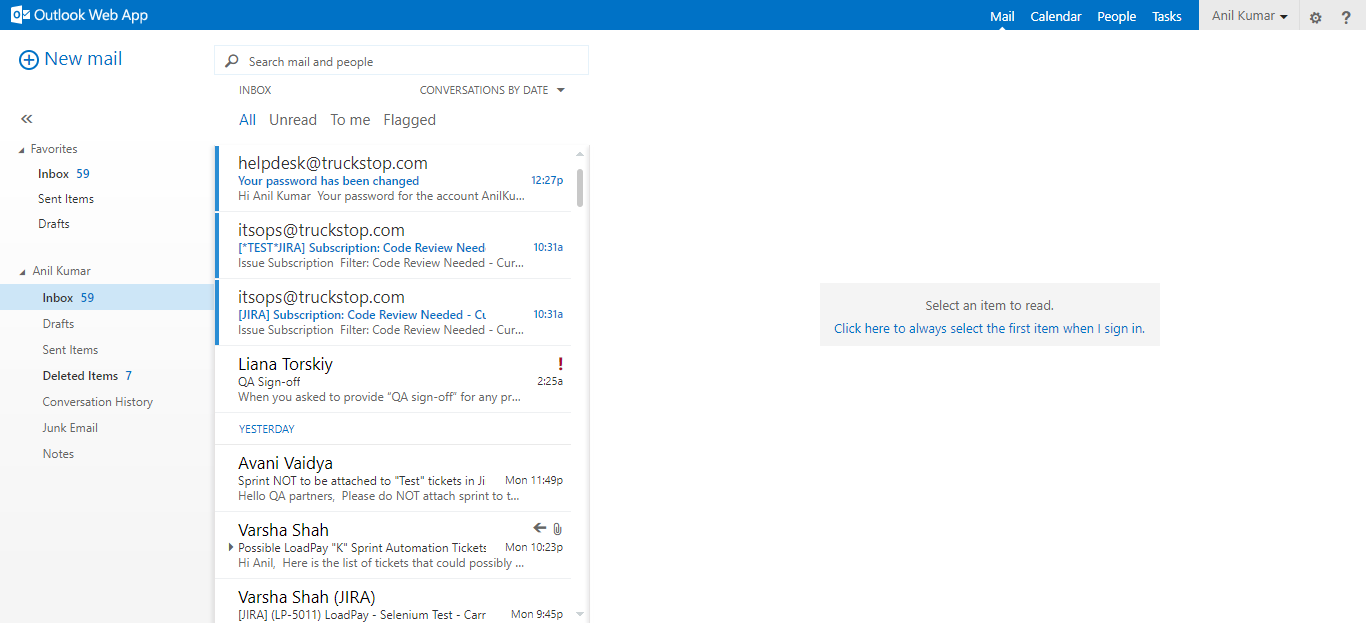 Outlook Web App
Mail Calendar People Tasks Anil Kumar
New mail
Search mail and people
INBOX CONVERSATIONS BY DATE
All Unread To me Flagged
Favorites
Inbox 59
Sent Items
Drafts
Anil Kumar
Inbox 59
Drafts
Sent Items
Deleted Items 7
Conversation History
Junk Email
Notes
helpdesk@truckstop.com
Your password has been changed 12:27p
Hi Anil Kumar Your password for the account AnilKu...
itsops@truckstop.com
[*TEST*JIRA] Subscription: Code Review Need 10:31a
Issue Subscription Filter: Code Review Needed - Cur...
itsops@truckstop.com
[JIRA] Subscription: Code Review Needed - Cu 10:31a
Issue Subscription Filter: Code Review Needed - Cur...
Liana Torskiy
QA Sign-off 2:25a
When you asked to provide “QA sign-off” for any pr...
YESTERDAY
Avani Vaidya
Sprint NOT to be attached to "Test" tickets in Ji Mon 11:49p
Hello QA partners, Please do NOT attach sprint to t...
Varsha Shah
Possible LoadPay "K" Sprint Automation Tickets Mon 10:23p
Hi Anil, Here is the list of tickets that could possibly ...
Varsha Shah (JIRA)
[JIRA] (LP-5011) LoadPay - Selenium Test - Carr Mon 9:45p
Select an item to read.
Click here to always select the first item when I sign in.